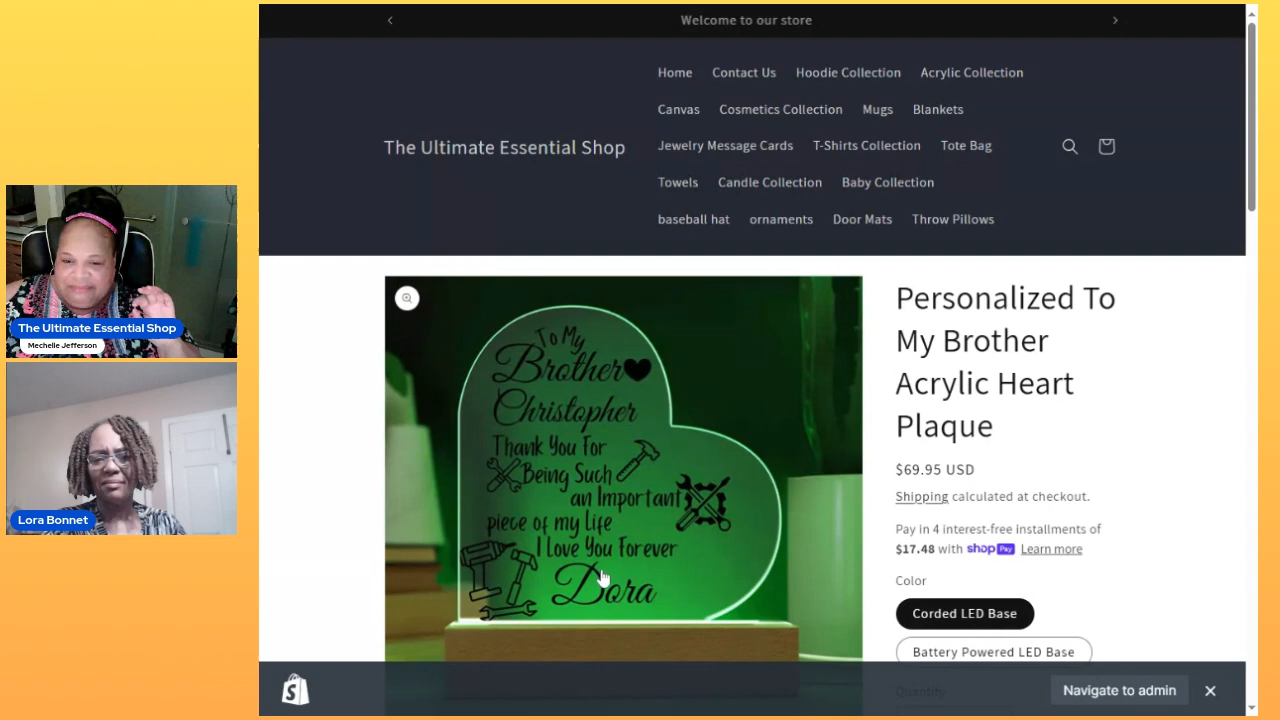 Welcome to our store
The Ultimate Essential Shop
Home Contact Us Hoodie Collection Acrylic Collection
Canvas Cosmetics Collection Mugs Blankets
Jewelry Message Cards T-Shirts Collection Tote Bag
Towels Candle Collection Baby Collection
baseball hat ornaments Door Mats Throw Pillows
The Ultimate Essential Shop
Mechelle Jefferson
Lora Bonnet
To My
Brother
Christopher
Thank You For
Being Such
an Important
piece of my life
I Love You Forever
Dora
Personalized To
My Brother
Acrylic Heart
Plaque
$69.95 USD
Shipping calculated at checkout.
Pay in 4 interest-free installments of
$17.48 with shop Pay Learn more
Color
Corded LED Base
Battery Powered LED Base
Quantity
Navigate to admin